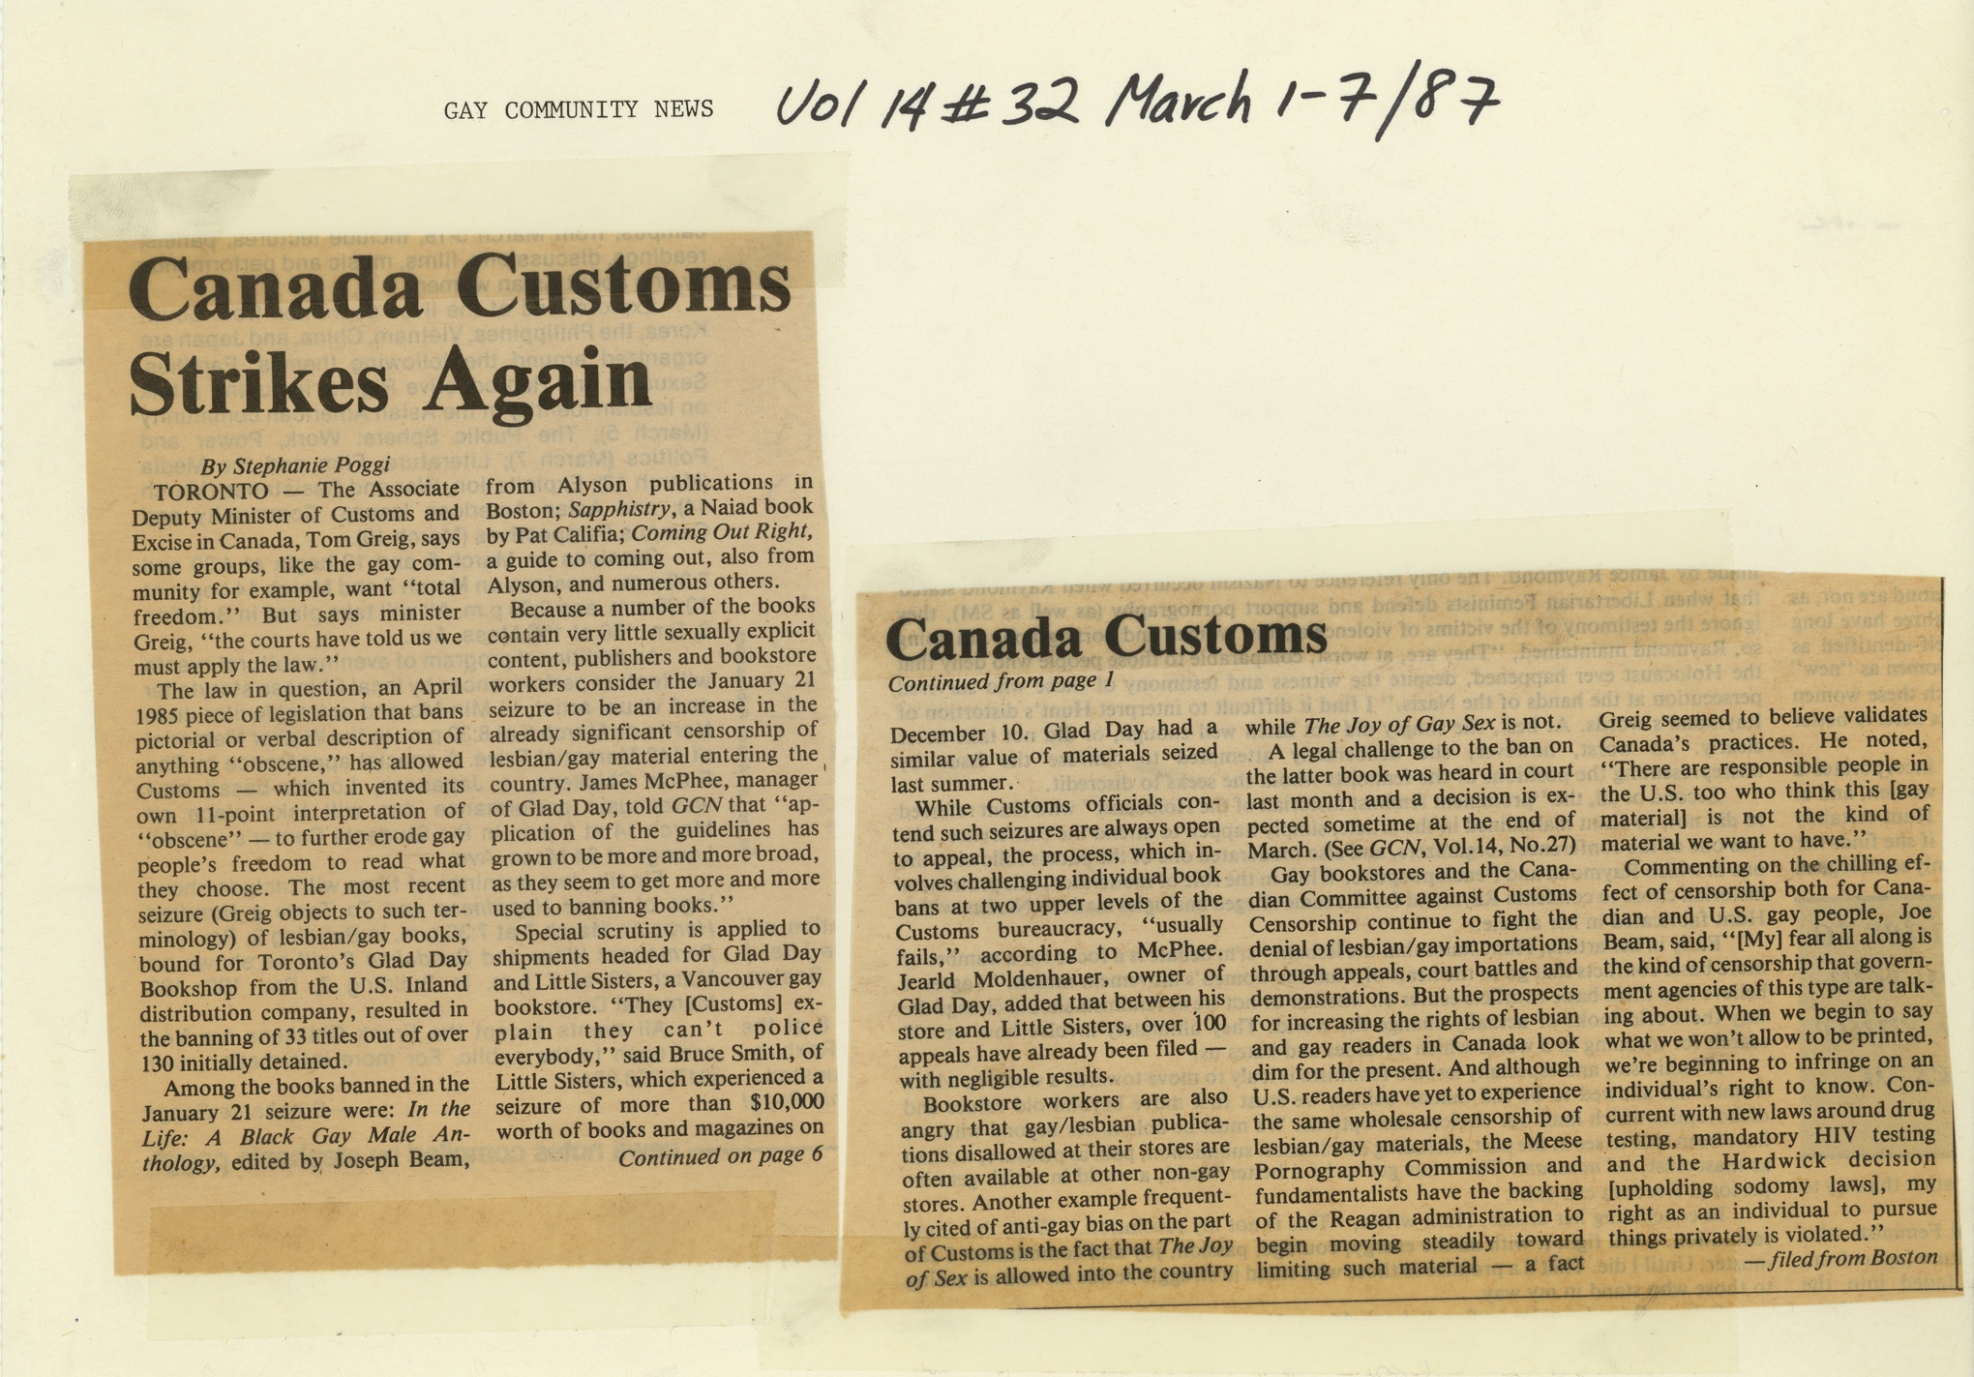 GAY COMMUNITY NEWS Vol 14 # 32 March 1-7/87
Canada Customs
Strikes Again
By Stephanie Poggi
TORONTO — The Associate
Deputy Minister of Customs and
Excise in Canada, Tom Greig, says
some groups, like the gay com-
munity for example, want “total
freedom.” But says minister
Greig, “the courts have told us we
must apply the law.”
The law in question, an April
1985 piece of legislation that bans
pictorial or verbal description of
anything “obscene,” has allowed
Customs — which invented its
own 11-point interpretation of
“obscene” — to further erode gay
people’s freedom to read what
they choose. The most recent
seizure (Greig objects to such ter-
minology) of lesbian/gay books,
bound for Toronto’s Glad Day
Bookshop from the U.S. Inland
distribution company, resulted in
the banning of 33 titles out of over
130 initially detained.
Among the books banned in the
January 21 seizure were: In the
Life: A Black Gay Male An-
thology, edited by Joseph Beam,
from Alyson publications in
Boston; Sapphistry, a Naiad book
by Pat Califia; Coming Out Right,
a guide to coming out, also from
Alyson, and numerous others.
Because a number of the books
contain very little sexually explicit
content, publishers and bookstore
workers consider the January 21
seizure to be an increase in the
already significant censorship of
lesbian/gay material entering the
country. James McPhee, manager
of Glad Day, told GCN that “ap-
plication of the guidelines has
grown to be more and more broad,
as they seem to get more and more
used to banning books.”
Special scrutiny is applied to
shipments headed for Glad Day
and Little Sisters, a Vancouver gay
bookstore. “They [Customs] ex-
plain they can’t police
everybody,” said Bruce Smith, of
Little Sisters, which experienced a
seizure of more than $10,000
worth of books and magazines on
Continued on page 6
Canada Customs
Continued from page 1
December 10. Glad Day had a
similar value of materials seized
last summer.
While Customs officials con-
tend such seizures are always open
to appeal, the process, which in-
volves challenging individual book
bans at two upper levels of the
Customs bureaucracy, “usually
fails,” according to McPhee.
Jearld Moldenhauer, owner of
Glad Day, added that between his
store and Little Sisters, over 100
appeals have already been filed —
with negligible results.
Bookstore workers are also
angry that gay/lesbian publica-
tions disallowed at their stores are
often available at other non-gay
stores. Another example frequent-
ly cited of anti-gay bias on the part
of Customs is the fact that The Joy
of Sex is allowed into the country
while The Joy of Gay Sex is not.
A legal challenge to the ban on
the latter book was heard in court
last month and a decision is ex-
pected sometime at the end of
March. (See GCN, Vol.14, No.27)
Gay bookstores and the Cana-
dian Committee against Customs
Censorship continue to fight the
denial of lesbian/gay importations
through appeals, court battles and
demonstrations. But the prospects
for increasing the rights of lesbian
and gay readers in Canada look
dim for the present. And although
U.S. readers have yet to experience
the same wholesale censorship of
lesbian/gay materials, the Meese
Pornography Commission and
fundamentalists have the backing
of the Reagan administration to
begin moving steadily toward
limiting such material — a fact
Greig seemed to believe validates
Canada’s practices. He noted,
“There are responsible people in
the U.S. too who think this [gay
material] is not the kind of
material we want to have.”
Commenting on the chilling ef-
fect of censorship both for Cana-
dian and U.S. gay people, Joe
Beam, said, “[My] fear all along is
the kind of censorship that govern-
ment agencies of this type are talk-
ing about. When we begin to say
what we won’t allow to be printed,
we’re beginning to infringe on an
individual’s right to know. Con-
current with new laws around drug
testing, mandatory HIV testing
and the Hardwick decision
[upholding sodomy laws], my
right as an individual to pursue
things privately is violated.”
—filed from Boston